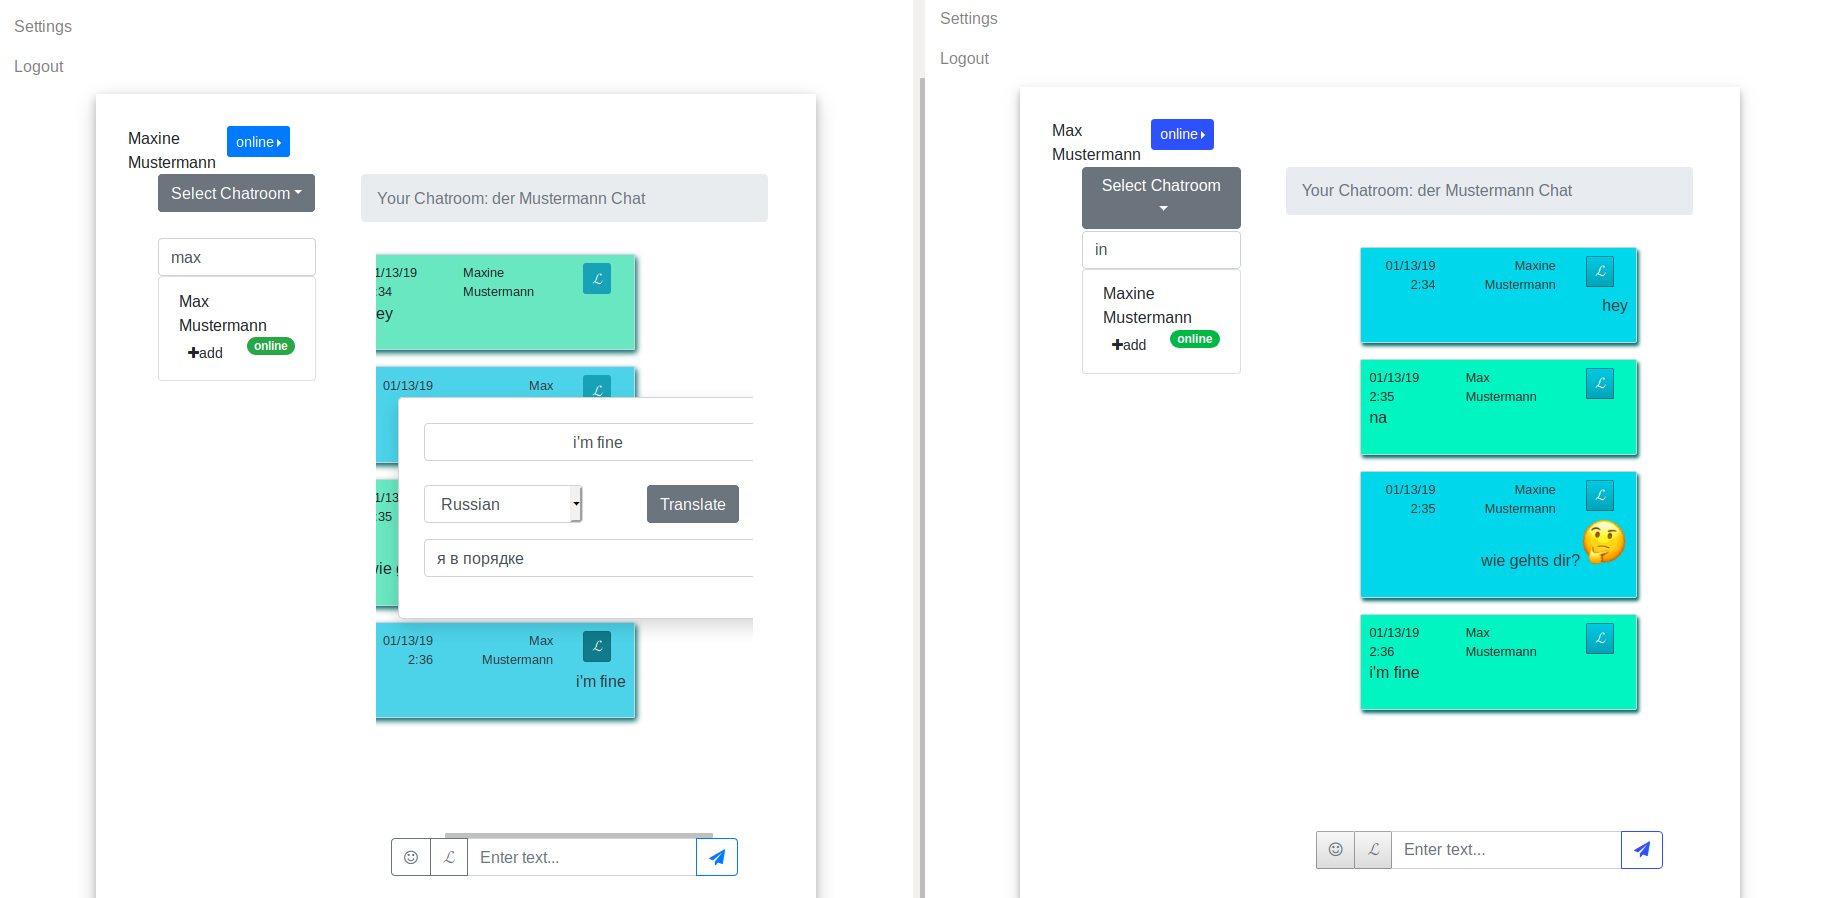 Settings
Logout
Maxine
Mustermann
online
Select Chatroom
Your Chatroom: der Mustermann Chat
max
Max
Mustermann
add
online
1/13/19
Maxine
ℒ
:34
Mustermann
ey
01/13/19
Max
ℒ
i'm fine
Russian
Translate
я в порядке
1/13
:35
01/13/19
Max
ℒ
2:36
Mustermann
i'm fine
ℒ
Enter text...
Settings
Logout
Max
Mustermann
online
Select Chatroom
Your Chatroom: der Mustermann Chat
in
Maxine
Mustermann
add
online
01/13/19
Maxine
ℒ
2:34
Mustermann
hey
01/13/19
Max
ℒ
2:35
Mustermann
na
01/13/19
Maxine
ℒ
2:35
Mustermann
wie gehts dir? 🤔
01/13/19
Max
ℒ
2:36
Mustermann
i'm fine
ℒ
Enter text...